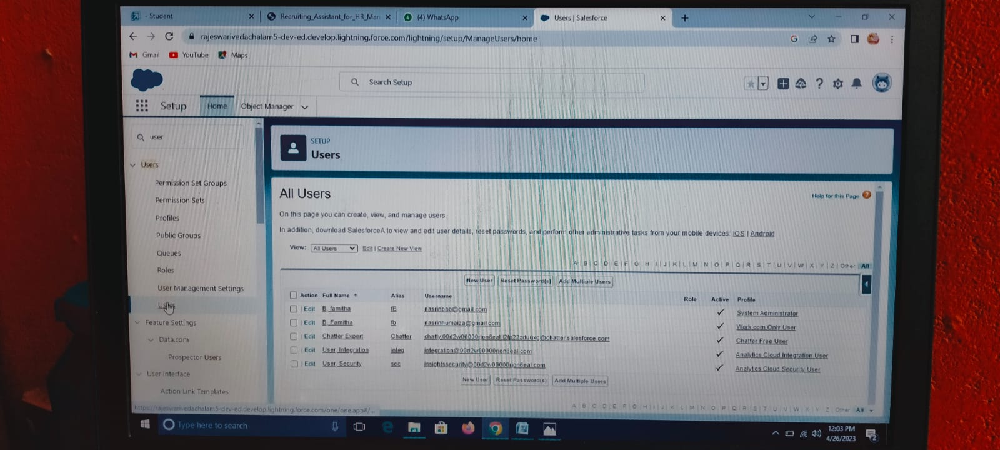 - Student
Recruiting_Assistant_for_HR_Man
(4) WhatsApp
Users | Salesforce
rajeswarivedachalam5-dev-ed.develop.lightning.force.com/lightning/setup/ManageUsers/home
Gmail
YouTube
Maps
Search Setup
Setup
Home
Object Manager
user
Users
Permission Set Groups
Permission Sets
Profiles
Public Groups
Queues
Roles
User Management Settings
Users
Feature Settings
Data.com
Prospector Users
User Interface
Action Link Templates
https://rajeswarivedachalam5-dev-ed.develop.lightning.force.com/one/one.app#/...
SETUP
Users
All Users
Help for this Page
On this page you can create, view, and manage users.
In addition, download SalesforceA to view and edit user details, reset passwords, and perform other administrative tasks from your mobile devices: iOS | Android
View: All Users Edit | Create New View
A | B | C | D | E | F | G | H | I | J | K | L | M | N | O | P | Q | R | S | T | U | V | W | X | Y | Z | Other All
New User Reset Password(s) Add Multiple Users
Action Full Name Alias Username Role Active Profile
Edit B, famitha fB nasrinbbb@gmail.com System Administrator
Edit B, Famitha fb nasrinhumaiza@gmail.com Work.com Only User
Edit Chatter Expert Chatter Chatter Free User
Edit User, Integration integ integration@00d2w00000rjon6eal.com Analytics Cloud Integration User
Edit User, Security sec insightssecurity@00d2w00000rjon6eal.com Analytics Cloud Security User
New User Reset Password(s) Add Multiple Users
A | B | C | D | E | F | G | H | I | J | K | L | M | N | O | P | Q | R | S | T | U | V | W | X | Y | Z | Other All
Type here to search
12:03 PM
4/26/2023
2